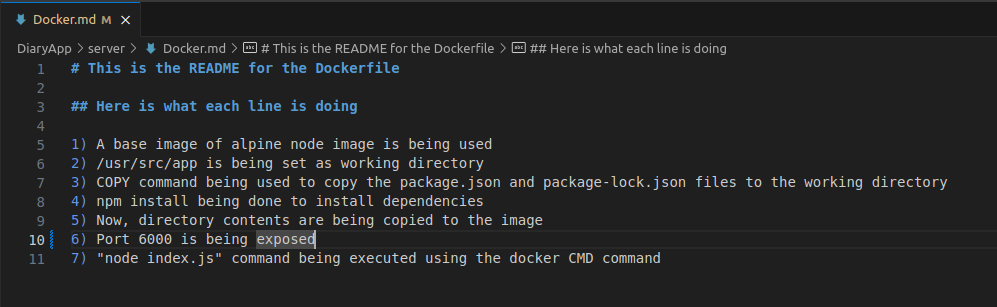 Docker.md M ×
DiaryApp > server > Docker.md > # This is the README for the Dockerfile > ## Here is what each line is doing
1 # This is the README for the Dockerfile
2
3 ## Here is what each line is doing
4
5 1) A base image of alpine node image is being used
6 2) /usr/src/app is being set as working directory
7 3) COPY command being used to copy the package.json and package-lock.json files to the working directory
8 4) npm install being done to install dependencies
9 5) Now, directory contents are being copied to the image
10 6) Port 6000 is being exposed
11 7) "node index.js" command being executed using the docker CMD command